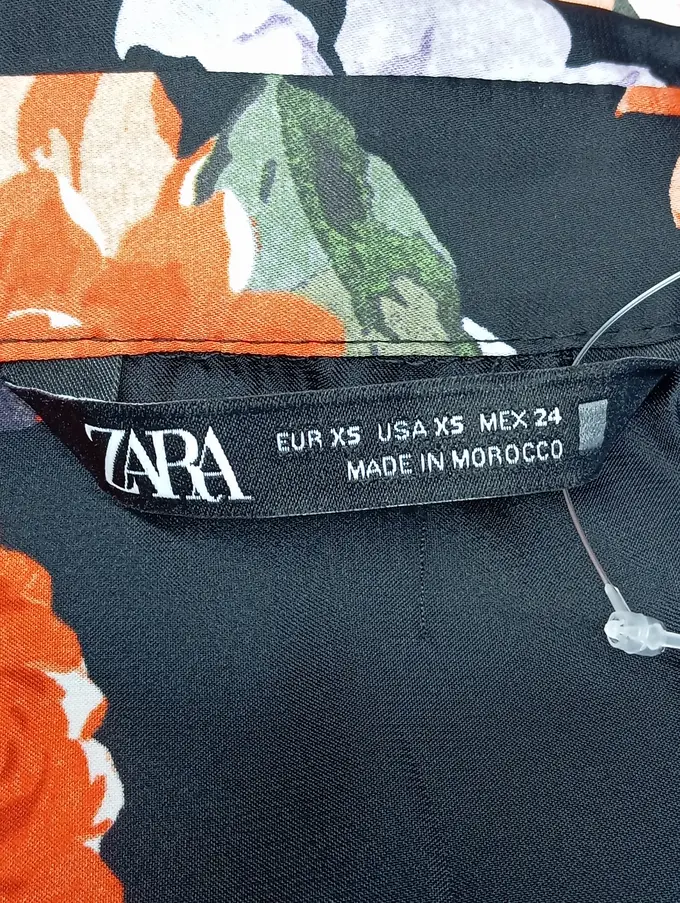 ZARA
EUR XS USA XS MEX 24
MADE IN MOROCCO